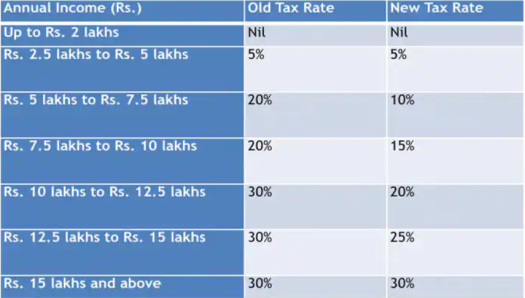 Annual Income (Rs.) Old Tax Rate New Tax Rate
Up to Rs. 2 lakhs Nil Nil
Rs. 2.5 lakhs to Rs. 5 lakhs 5% 5%
Rs. 5 lakhs to Rs. 7.5 lakhs 20% 10%
Rs. 7.5 lakhs to Rs. 10 lakhs 20% 15%
Rs. 10 lakhs to Rs. 12.5 lakhs 30% 20%
Rs. 12.5 lakhs to Rs. 15 lakhs 30% 25%
Rs. 15 lakhs and above 30% 30%